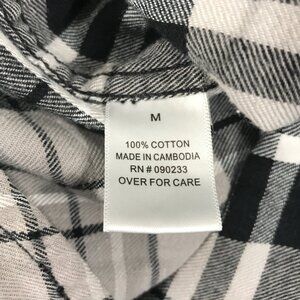 M
100% COTTON
MADE IN CAMBODIA
RN # 090233
OVER FOR CARE